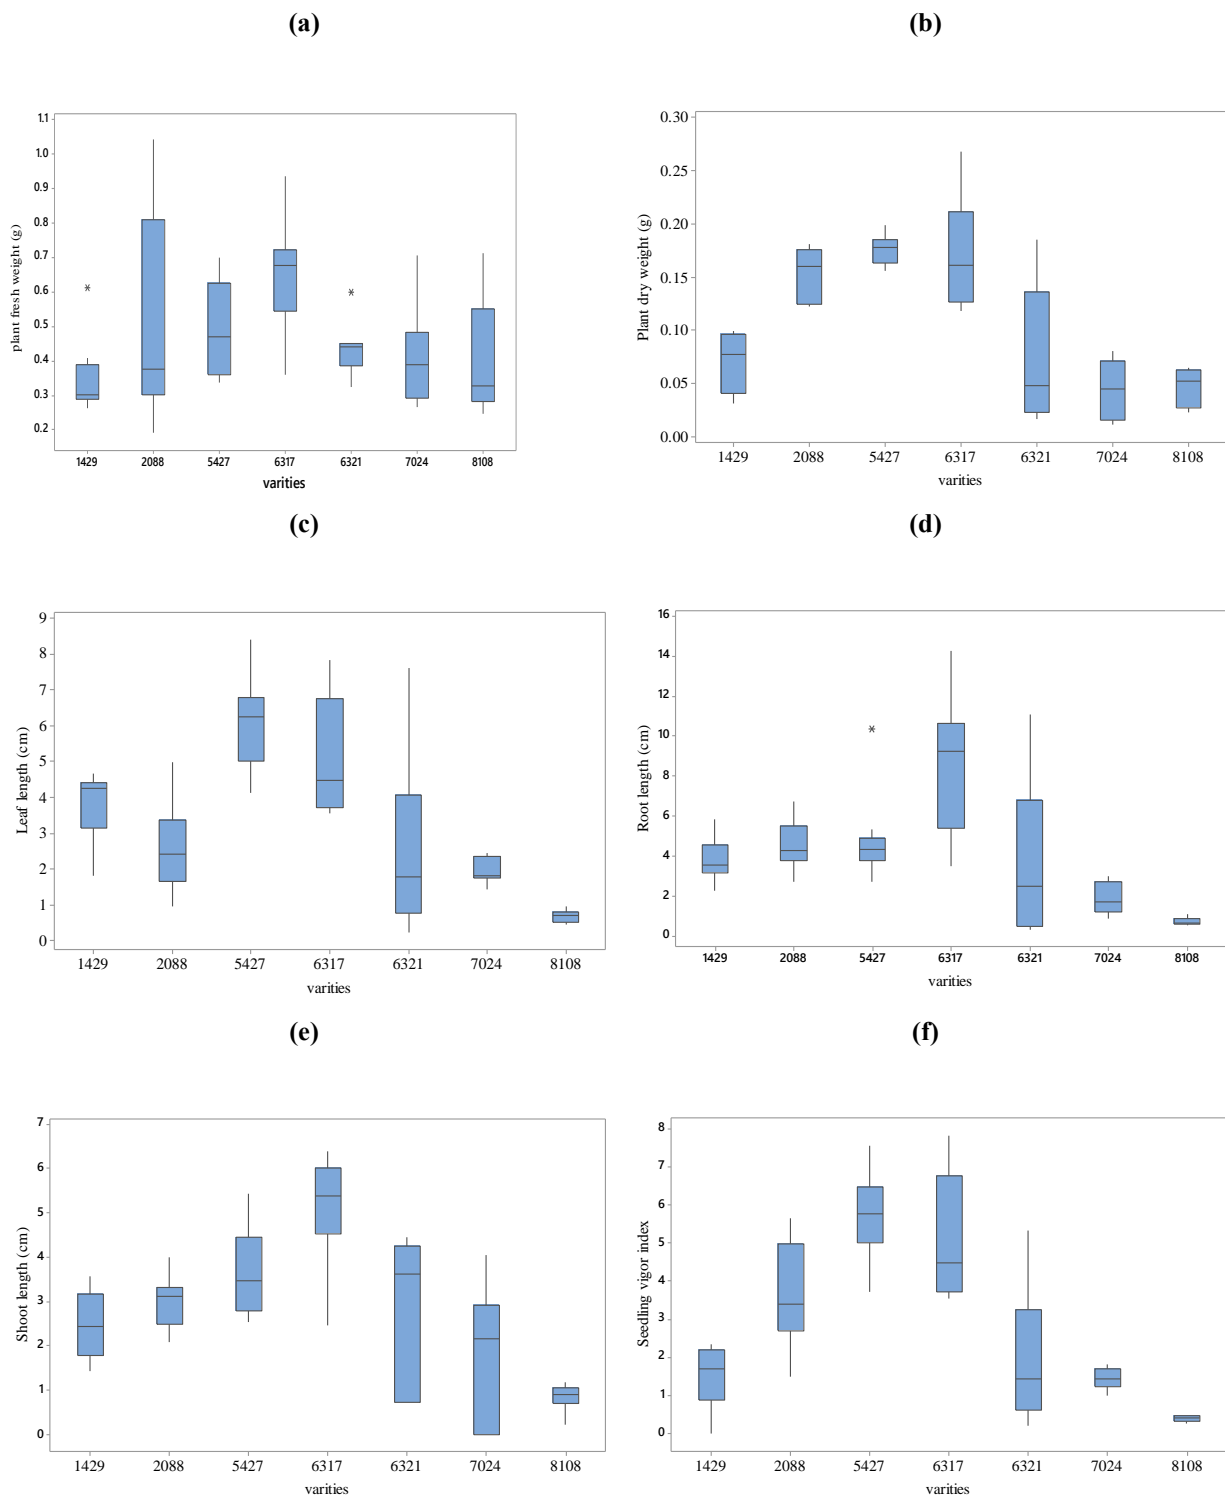 (a)
(b)
1.1
1.0
0.9
0.8
0.7
0.6
0.5
0.4
0.3
0.2
plant fresh weight (g)
*
*
1429 2088 5427 6317 6321 7024 8108
varities
0.30
0.25
0.20
0.15
0.10
0.05
0.00
Plant dry weight (g)
1429 2088 5427 6317 6321 7024 8108
varities
(c)
(d)
9
8
7
6
5
4
3
2
1
0
Leaf length (cm)
1429 2088 5427 6317 6321 7024 8108
varities
16
14
12
10
8
6
4
2
0
Root length (cm)
*
1429 2088 5427 6317 6321 7024 8108
varities
(e)
(f)
7
6
5
4
3
2
1
0
Shoot length (cm)
1429 2088 5427 6317 6321 7024 8108
varities
8
7
6
5
4
3
2
1
0
Seedling vigor index
1429 2088 5427 6317 6321 7024 8108
varities